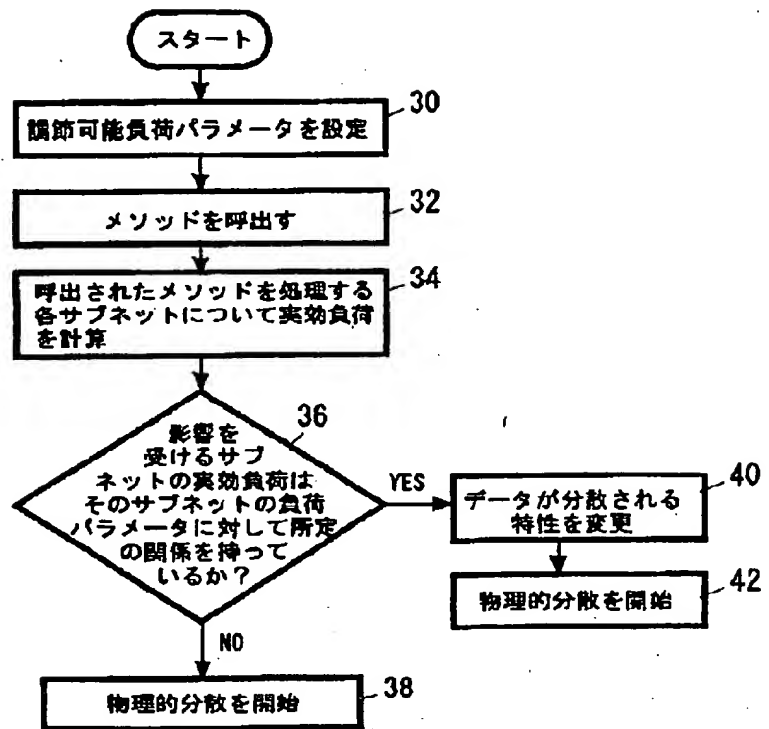 スタート
30
調節可能負荷パラメータを設定
32
メソッドを呼出す
34
呼出されたメソッドを処理する
各サブネットについて実効負荷
を計算
36
影響を
受けるサブ
ネットの実効負荷は
そのサブネットの負荷
パラメータに対して所定
の関係を持って
いるか?
YES
40
データが分散される
特性を変更
42
物理的分散を開始
NO
38
物理的分散を開始